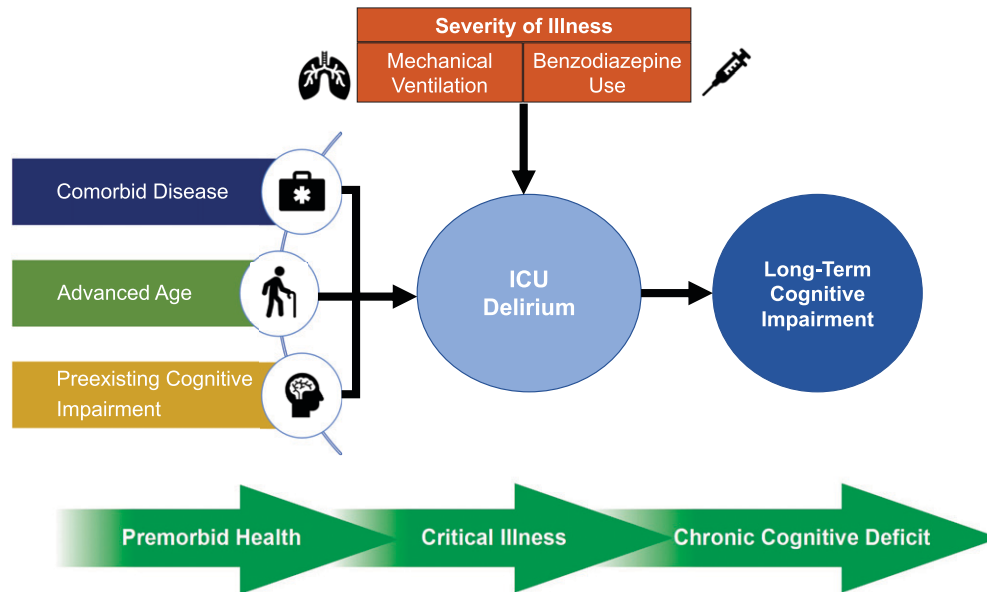 Severity of Illness
Mechanical
Ventilation
Benzodiazepine
Use
Comorbid Disease
Advanced Age
Preexisting Cognitive
Impairment
ICU
Delirium
Long-Term
Cognitive
Impairment
Premorbid Health
Critical Illness
Chronic Cognitive Deficit